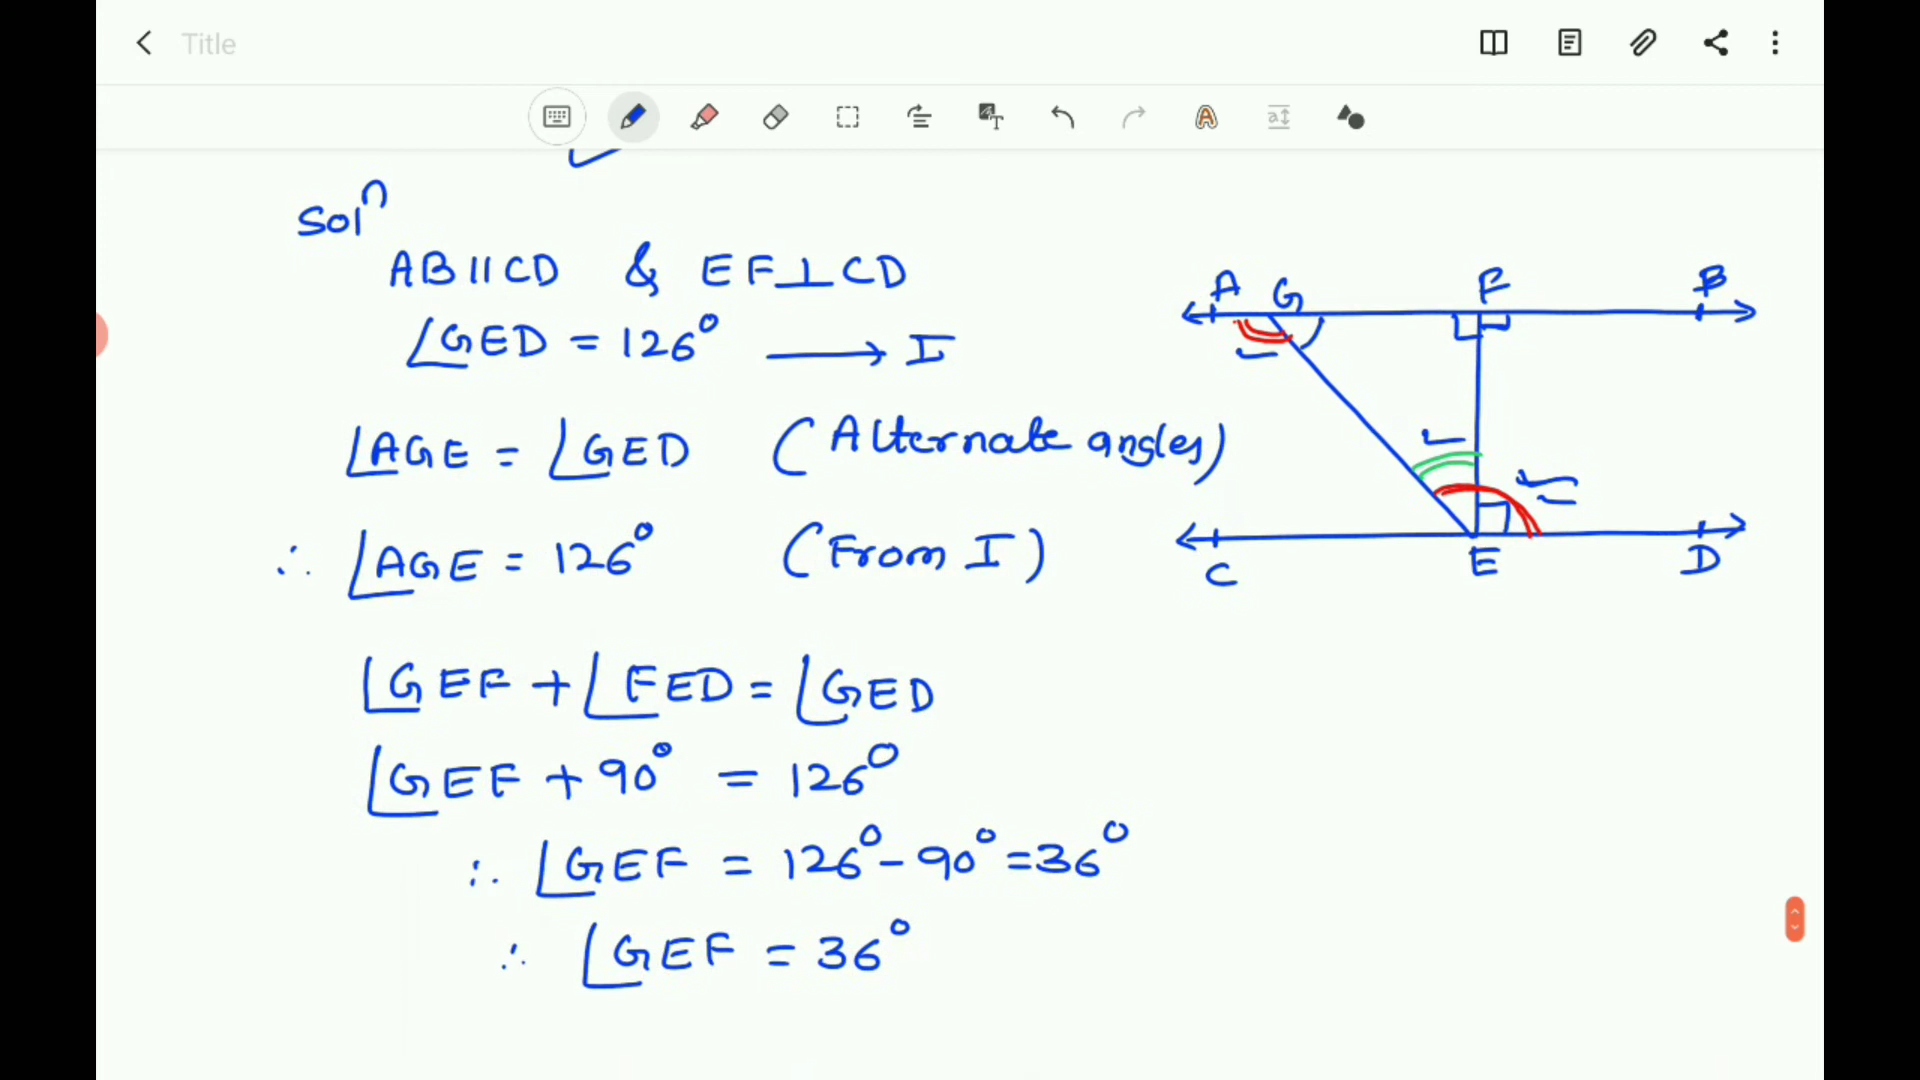 Title
Solⁿ
AB || CD & EF ⊥ CD
∠GED = 126° ⟶ I
∠AGE = ∠GED (Alternate angles)
∴ ∠AGE = 126° (From I)
∠GEF + ∠FED = ∠GED
∠GEF + 90° = 126°
∴ ∠GEF = 126° - 90° = 36°
∴ ∠GEF = 36°
A G F B
C E D